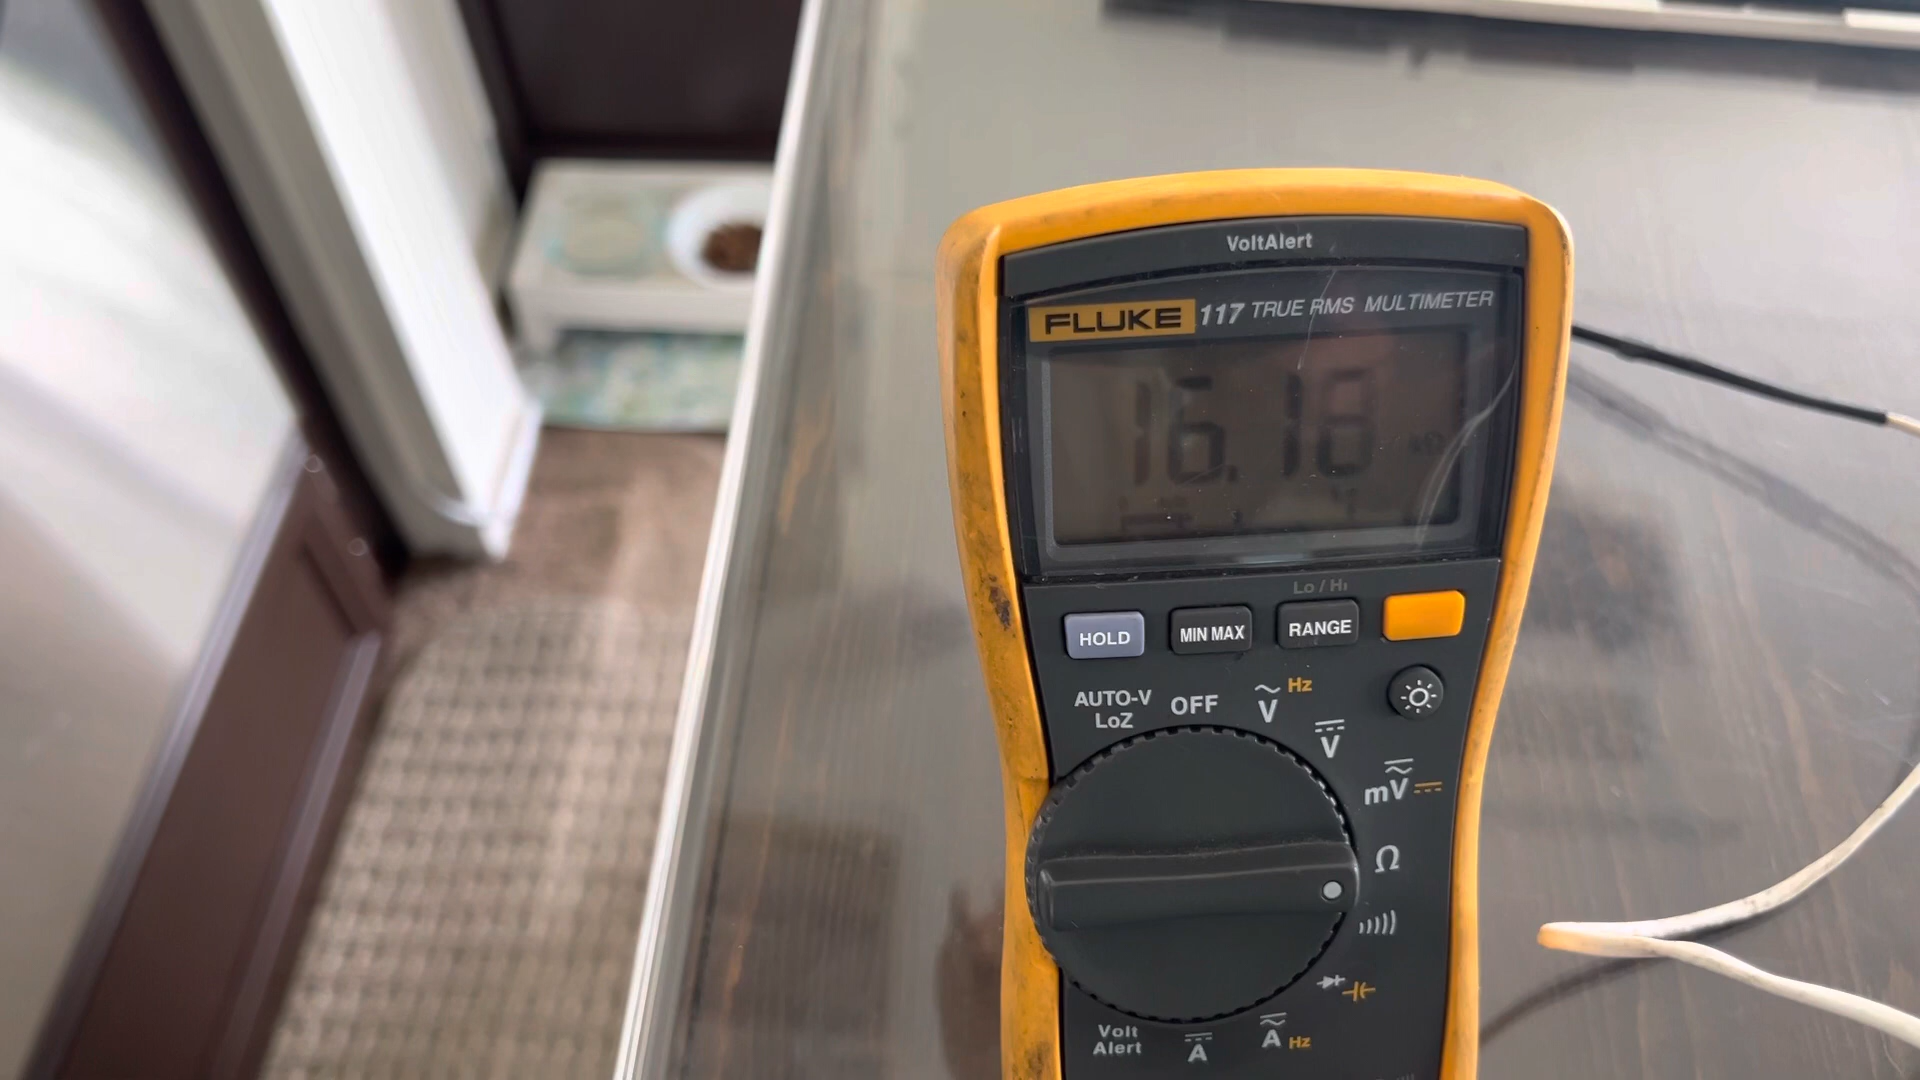 VoltAlert
FLUKE 117 TRUE RMS MULTIMETER
16.18 kΩ
Lo / Hi
HOLD MIN MAX RANGE
AUTO-V
LoZ
OFF
V Hz
V
mV
Ω
Volt
Alert
A
A Hz